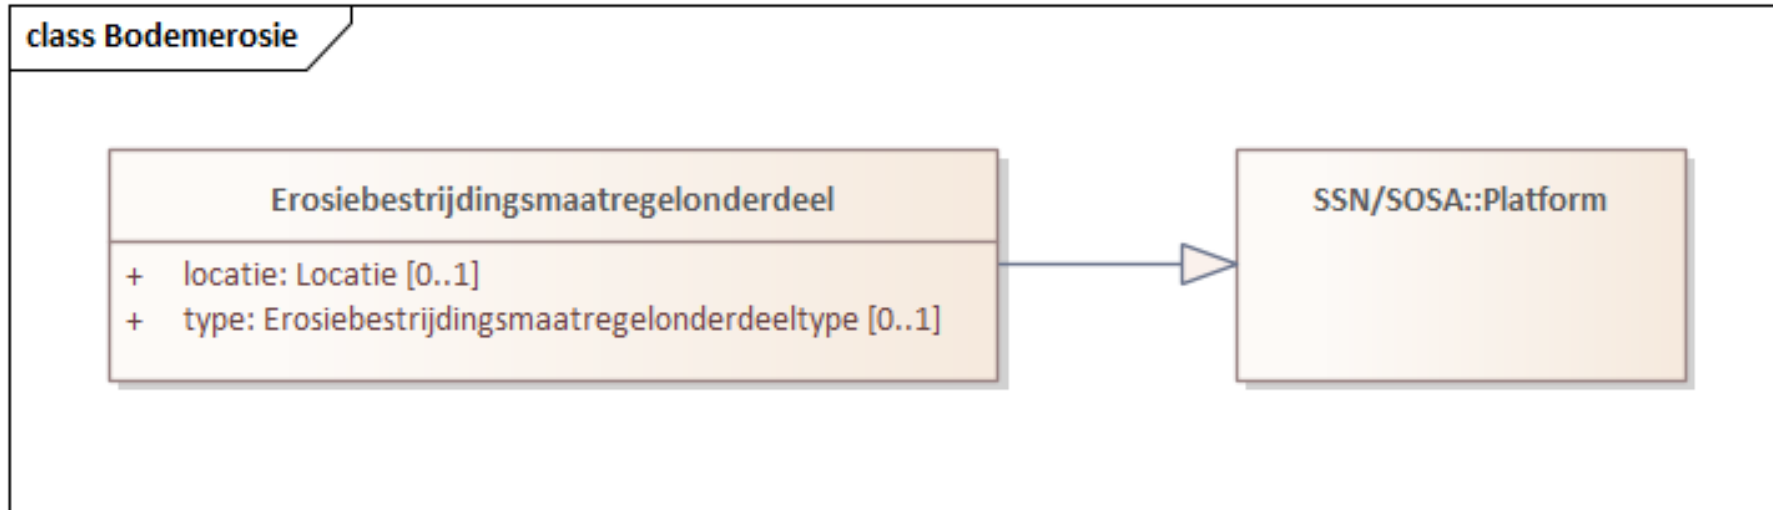 class Bodemerosie
Erosiebestrijdingsmaatregelonderdeel
SSN/SOSA::Platform
+ locatie: Locatie [0..1]
+ type: Erosiebestrijdingsmaatregelonderdeeltype [0..1]